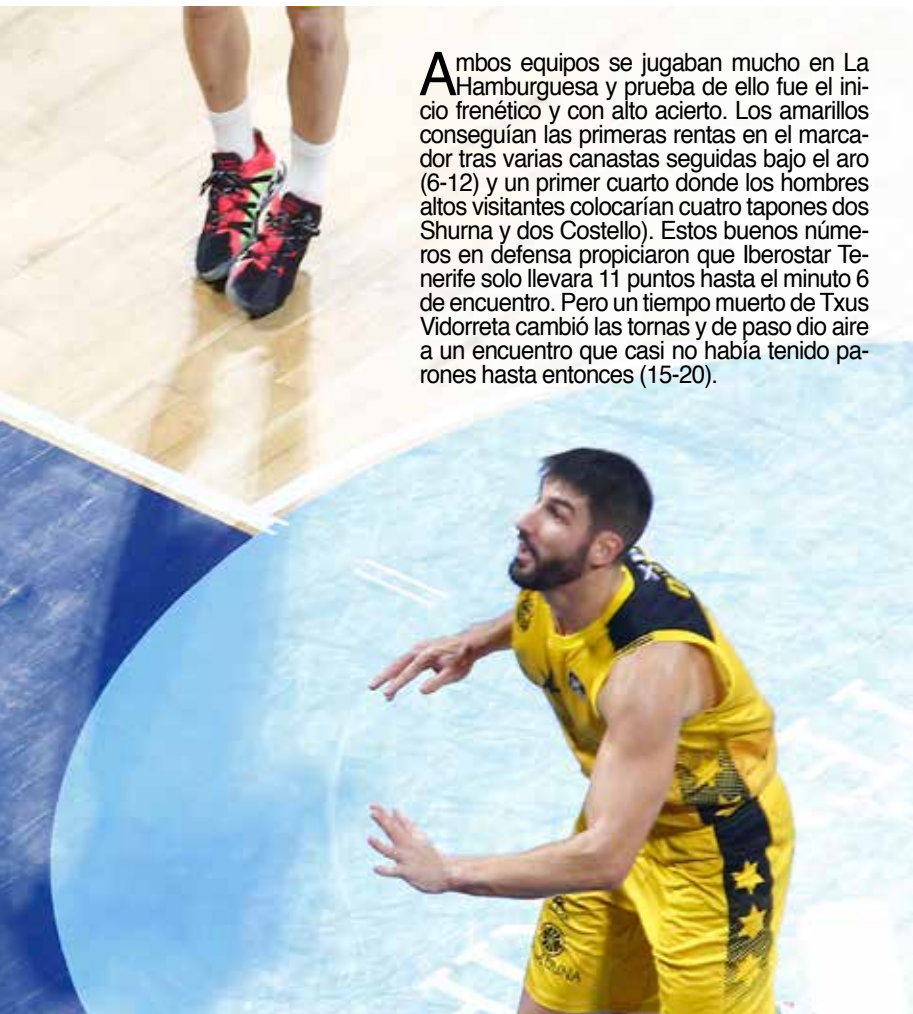 Ambos equipos se jugaban mucho en La
Hamburguesa y prueba de ello fue el ini-
cio frenético y con alto acierto. Los amarillos
conseguían las primeras rentas en el marca-
dor tras varias canastas seguidas bajo el aro
(6-12) y un primer cuarto donde los hombres
altos visitantes colocarían cuatro tapones dos
Shurna y dos Costello). Estos buenos núme-
ros en defensa propiciaron que Iberostar Te-
nerife solo llevara 11 puntos hasta el minuto 6
de encuentro. Pero un tiempo muerto de Txus
Vidorreta cambió las tornas y de paso dio aire
a un encuentro que casi no había tenido pa-
rones hasta entonces (15-20).